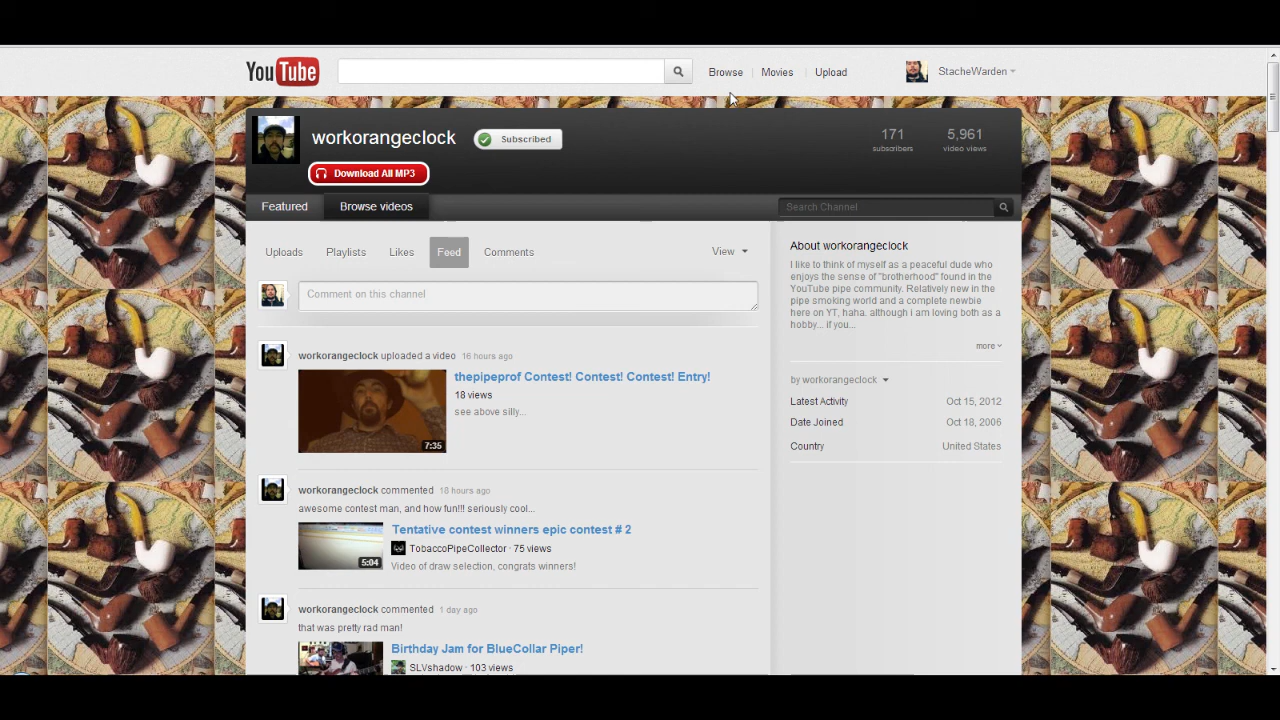 YouTube
Browse
Movies
Upload
StacheWarden
workorangeclock
Subscribed
171
subscribers
5,961
video views
Download All MP3
Featured
Browse videos
Search Channel
Uploads
Playlists
Likes
Feed
Comments
View
Comment on this channel
workorangeclock uploaded a video 16 hours ago
thepipeprof Contest! Contest! Contest! Entry!
18 views
see above silly...
7:35
workorangeclock commented 18 hours ago
awesome contest man, and how fun!!! seriously cool...
Tentative contest winners epic contest # 2
TobaccoPipeCollector · 75 views
Video of draw selection, congrats winners!
5:04
workorangeclock commented 1 day ago
that was pretty rad man!
Birthday Jam for BlueCollar Piper!
SLVshadow · 103 views
About workorangeclock
I like to think of myself as a peaceful dude who
enjoys the sense of "brotherhood" found in the
YouTube pipe community. Relatively new in the
pipe smoking world and a complete newbie
here on YT, haha. although i am loving both as a
hobby... if you...
more
by workorangeclock
Latest Activity Oct 15, 2012
Date Joined Oct 18, 2006
Country United States